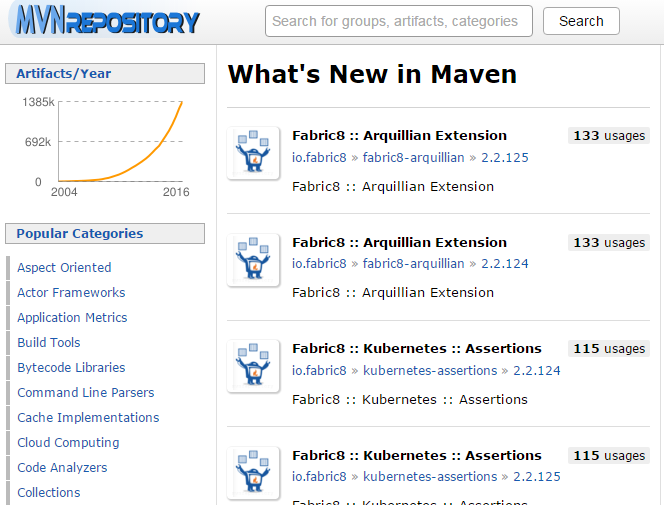 MVNREPOSITORY
Search for groups, artifacts, categories
Search
Artifacts/Year
1385k
692k
0
2004
2016
Popular Categories
Aspect Oriented
Actor Frameworks
Application Metrics
Build Tools
Bytecode Libraries
Command Line Parsers
Cache Implementations
Cloud Computing
Code Analyzers
Collections
What's New in Maven
Fabric8 :: Arquillian Extension
133 usages
io.fabric8 » fabric8-arquillian » 2.2.125
Fabric8 :: Arquillian Extension
Fabric8 :: Arquillian Extension
133 usages
io.fabric8 » fabric8-arquillian » 2.2.124
Fabric8 :: Arquillian Extension
Fabric8 :: Kubernetes :: Assertions
115 usages
io.fabric8 » kubernetes-assertions » 2.2.124
Fabric8 :: Kubernetes :: Assertions
Fabric8 :: Kubernetes :: Assertions
115 usages
io.fabric8 » kubernetes-assertions » 2.2.125
Fabric8 :: Kubernetes :: Assertions